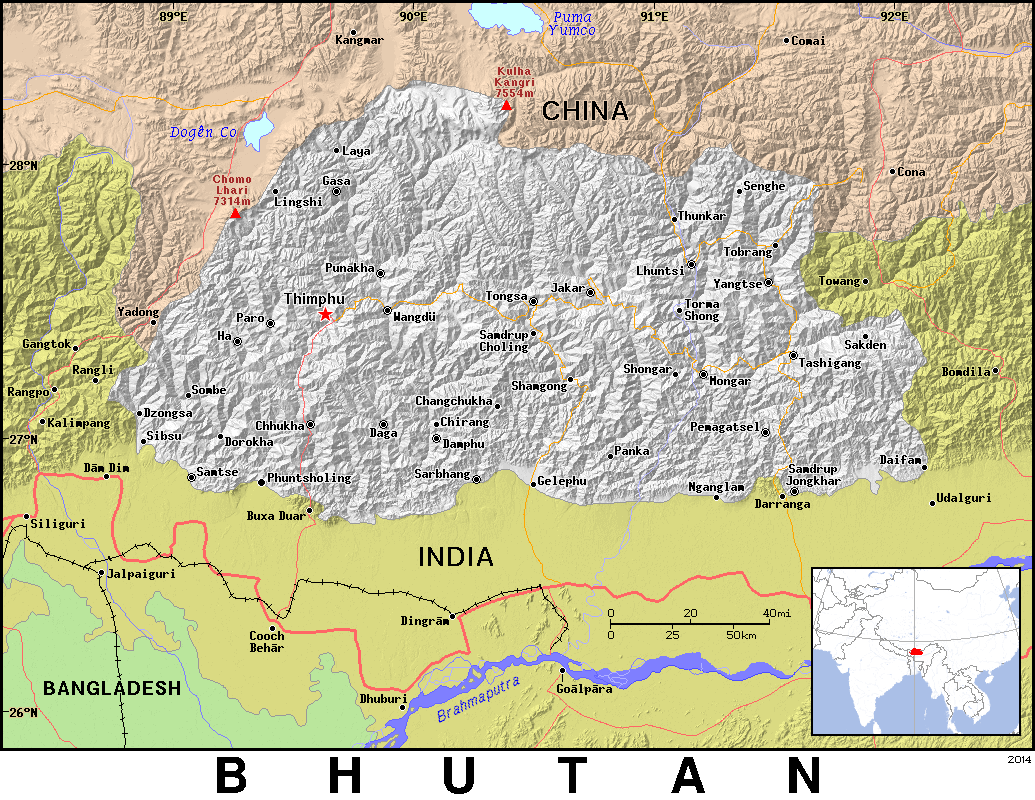 89°E
90°E
91°E
92°E
Puma
Yumco
Kangmar
Comai
Kulha
Kangri
7554m
CHINA
Dogên Co
28°N
Laya
Cona
Chomo
Lhari
7314m
Gasa
Lingshi
Senghe
Thunkar
Tobrang
Punakha
Lhuntsi
Yangtse
Towang
Thimphu
Tongsa
Jakar
Torma
Shong
Yadong
Paro
Wangdü
Ha
Samdrup
Choling
Sakden
Gangtok
Tashigang
Rangli
Shongar
Mongar
Bomdila
Rangpo
Sombe
Shamgong
Changchukha
Dzongsa
Kalimpang
Chhukha
Daga
Chirang
Pemagatsel
27°N
Sibsu
Dorokha
Damphu
Panka
Daifam
Dām Dim
Samtse
Phuntsholing
Sarbhang
Gelephu
Samdrup
Jongkhar
Nganglam
Darranga
Udalguri
Buxa Duar
Siliguri
INDIA
Jalpaiguri
0 20 40mi
0 25 50km
Dingrām
Cooch
Behār
BANGLADESH
Goālpāra
Dhuburi
Brahmaputra
26°N
2014
BHUTAN